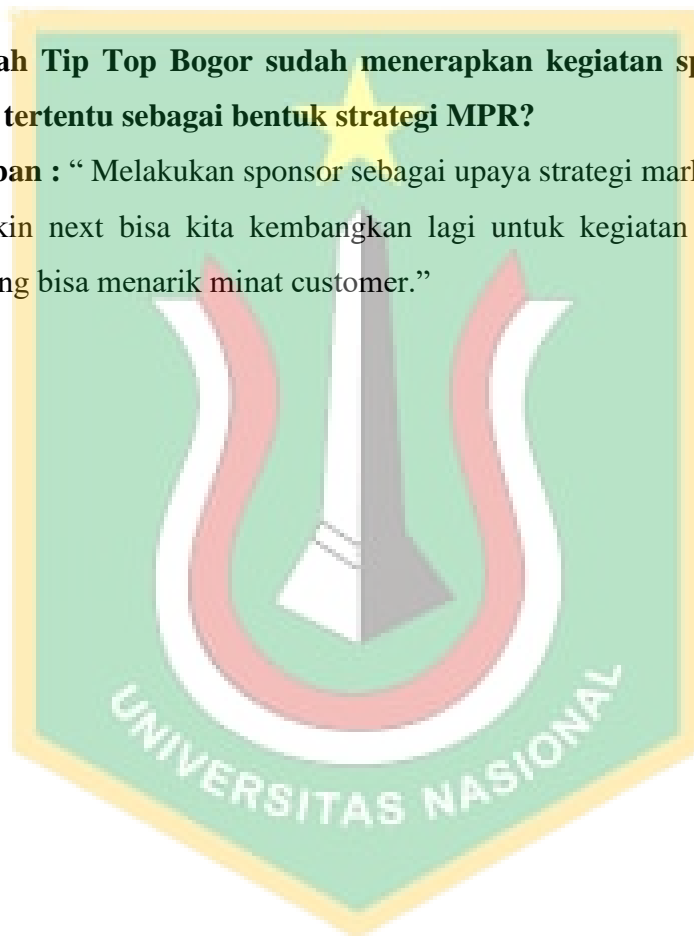 ah Tip Top Bogor sudah menerapkan kegiatan sp
tertentu sebagai bentuk strategi MPR?
ban : “ Melakukan sponsor sebagai upaya strategi mark
kin next bisa kita kembangkan lagi untuk kegiatan
ng bisa menarik minat customer.”
UNIVERSITAS NASIONAL